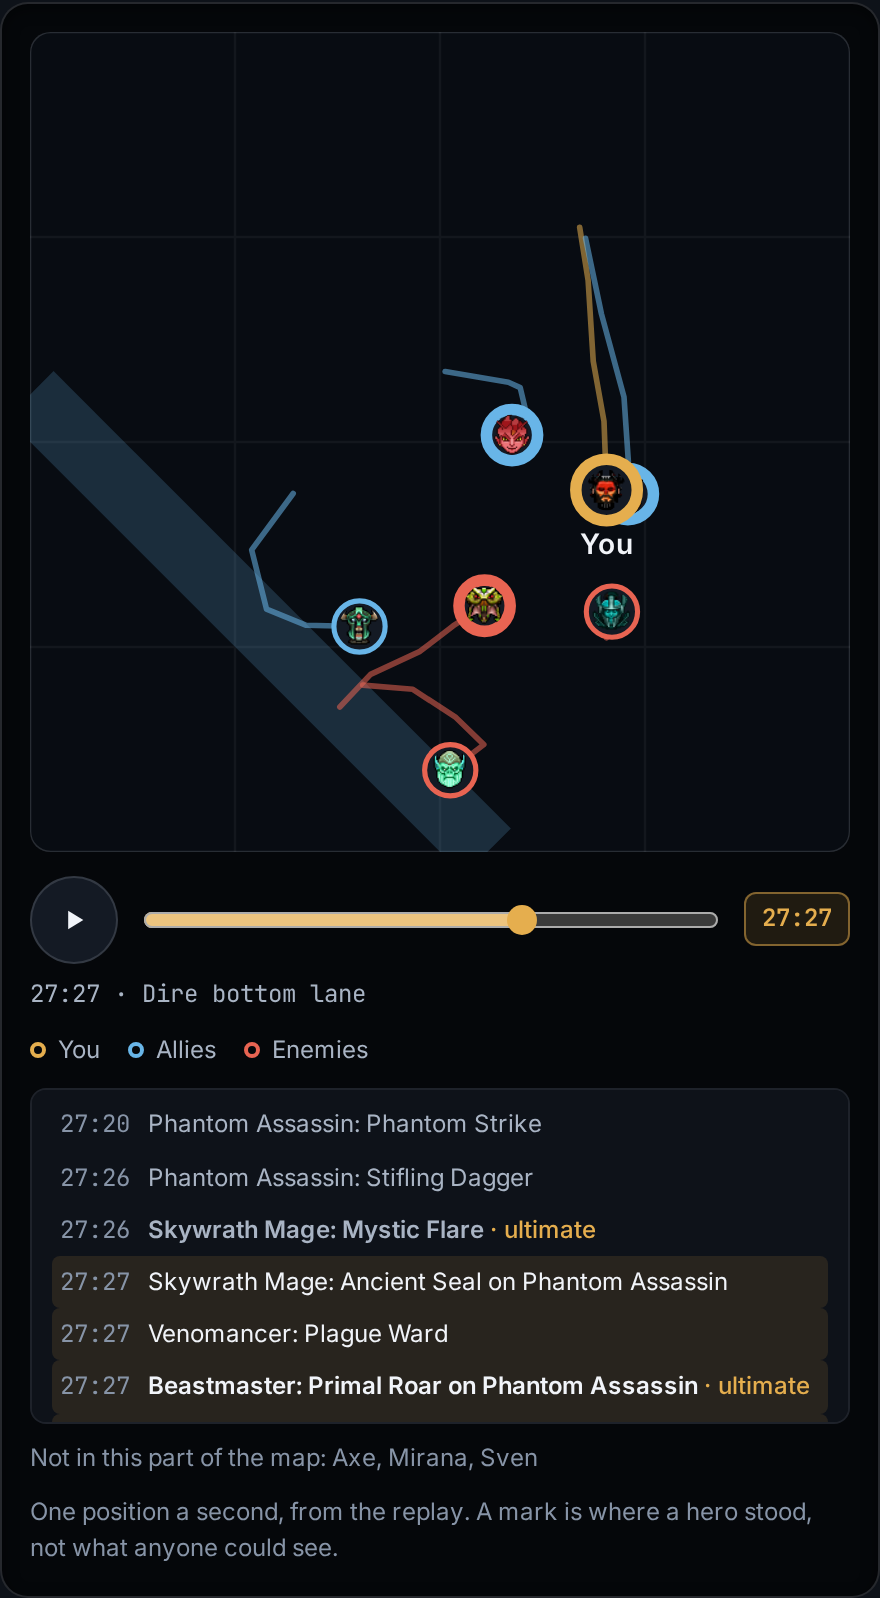 You
27:27
27:27 · Dire bottom lane
You Allies Enemies
27:20 Phantom Assassin: Phantom Strike
27:26 Phantom Assassin: Stifling Dagger
27:26 Skywrath Mage: Mystic Flare · ultimate
27:27 Skywrath Mage: Ancient Seal on Phantom Assassin
27:27 Venomancer: Plague Ward
27:27 Beastmaster: Primal Roar on Phantom Assassin · ultimate
Not in this part of the map: Axe, Mirana, Sven
One position a second, from the replay. A mark is where a hero stood,
not what anyone could see.